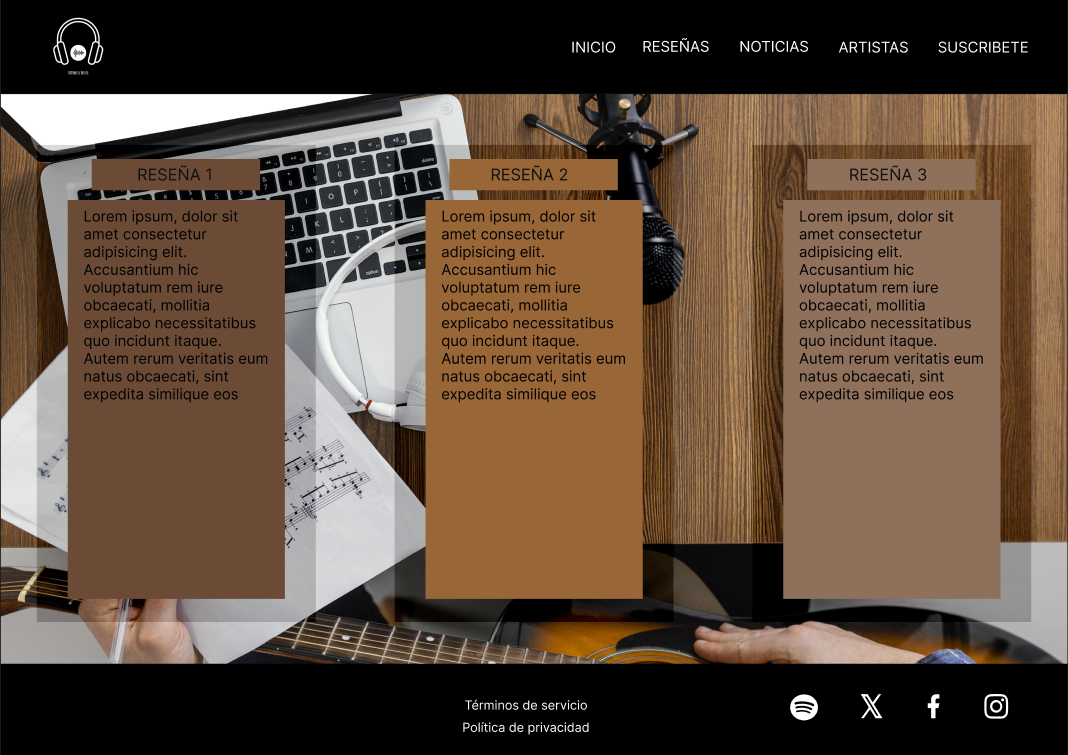 INICIO
RESEÑAS
NOTICIAS
ARTISTAS
SUSCRIBETE
RESEÑA 1
Lorem ipsum, dolor sit
amet consectetur
adipisicing elit.
Accusantium hic
voluptatum rem iure
obcaecati, mollitia
explicabo necessitatibus
quo incidunt itaque.
Autem rerum veritatis eum
natus obcaecati, sint
expedita similique eos
RESEÑA 2
Lorem ipsum, dolor sit
amet consectetur
adipisicing elit.
Accusantium hic
voluptatum rem iure
obcaecati, mollitia
explicabo necessitatibus
quo incidunt itaque.
Autem rerum veritatis eum
natus obcaecati, sint
expedita similique eos
RESEÑA 3
Lorem ipsum, dolor sit
amet consectetur
adipisicing elit.
Accusantium hic
voluptatum rem iure
obcaecati, mollitia
explicabo necessitatibus
quo incidunt itaque.
Autem rerum veritatis eum
natus obcaecati, sint
expedita similique eos
Términos de servicio
Política de privacidad